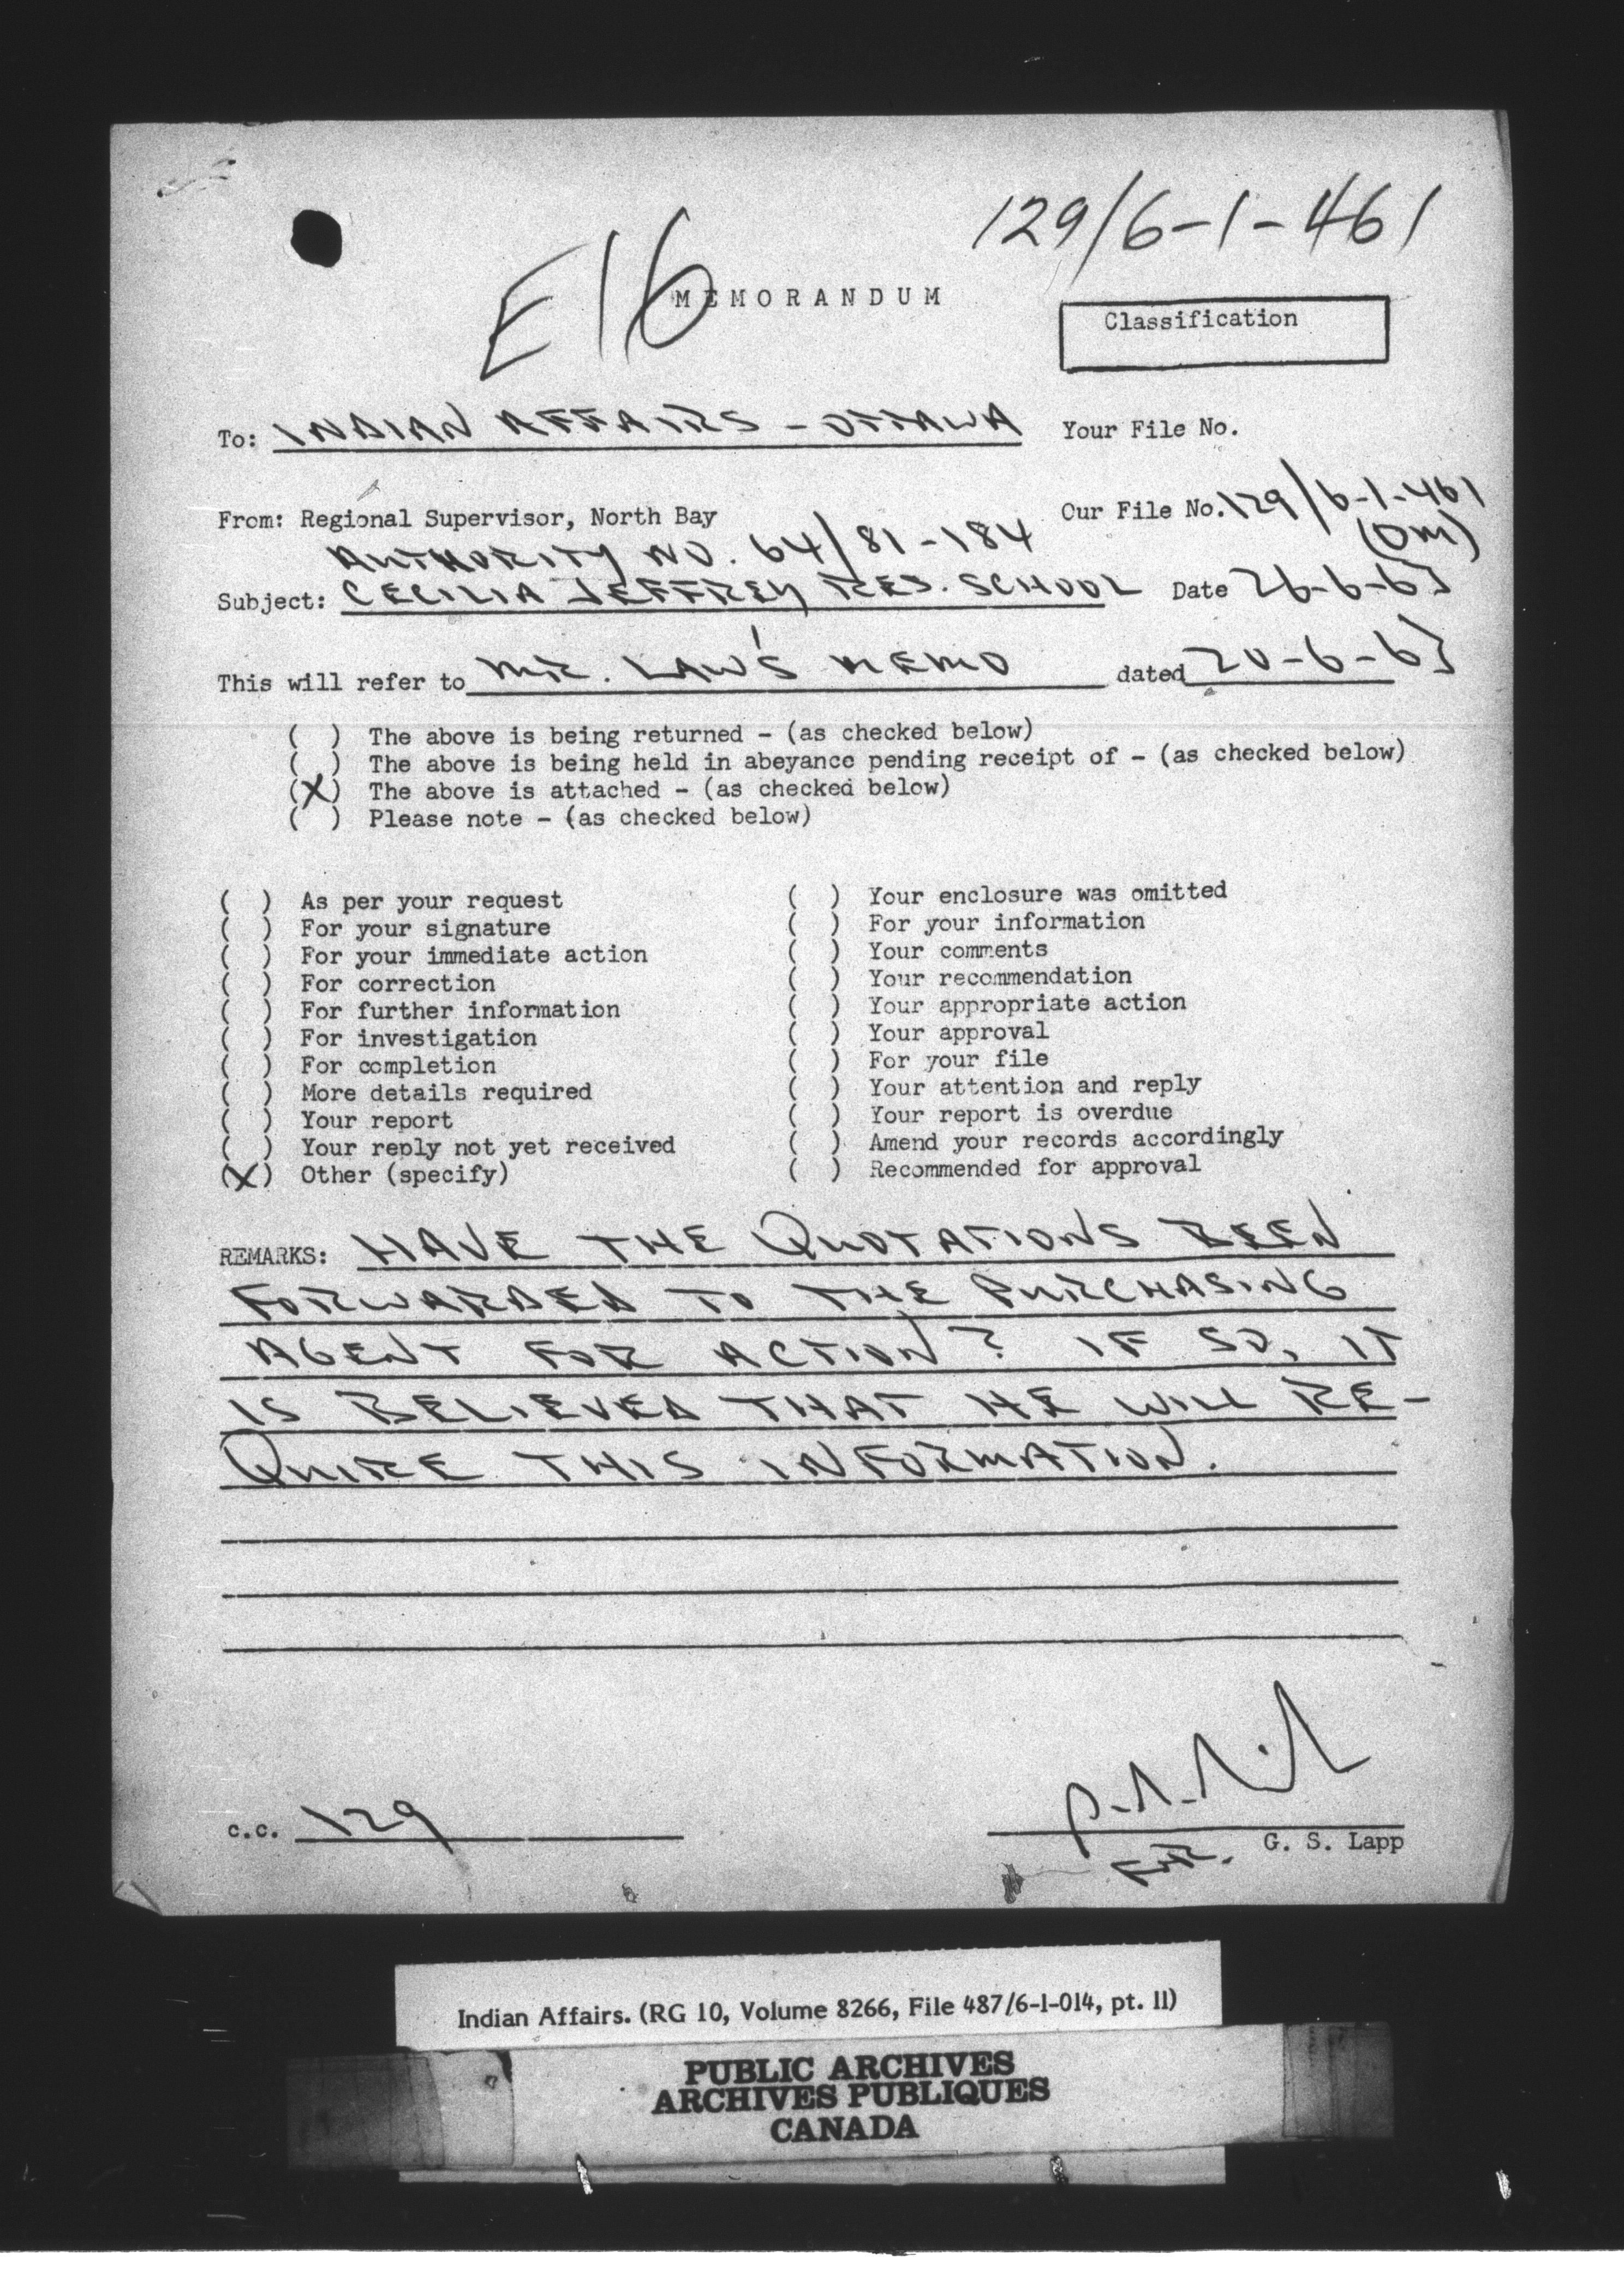 129/6-1-461
E16
MEMORANDUM
Classification
To: INDIAN AFFAIRS - OTTAWA Your File No.
From: Regional Supervisor, North Bay Our File No. 129/6-1-461
(DM)
AUTHORITY NO. 64/81-184
Subject: CECILIA JEFFREY RES. SCHOOL Date 26-6-63
This will refer to MR. LAW'S MEMO dated 20-6-63
( ) The above is being returned - (as checked below)
( ) The above is being held in abeyance pending receipt of - (as checked below)
(X) The above is attached - (as checked below)
( ) Please note - (as checked below)
( ) As per your request ( ) Your enclosure was omitted
( ) For your signature ( ) For your information
( ) For your immediate action ( ) Your comments
( ) For correction ( ) Your recommendation
( ) For further information ( ) Your appropriate action
( ) For investigation ( ) Your approval
( ) For completion ( ) For your file
( ) More details required ( ) Your attention and reply
( ) Your report ( ) Your report is overdue
( ) Your reply not yet received ( ) Amend your records accordingly
(X) Other (specify) ( ) Recommended for approval
REMARKS: HAVE THE QUOTATIONS BEEN
FORWARDED TO THE PURCHASING
AGENT FOR ACTION? IF SO, IT
IS BELIEVED THAT HE WILL RE-
QUIRE THIS INFORMATION.
c.c. 129
FOR. G. S. Lapp
Indian Affairs. (RG 10, Volume 8266, File 487/6-1-014, pt. 11)
PUBLIC ARCHIVES
ARCHIVES PUBLIQUES
CANADA